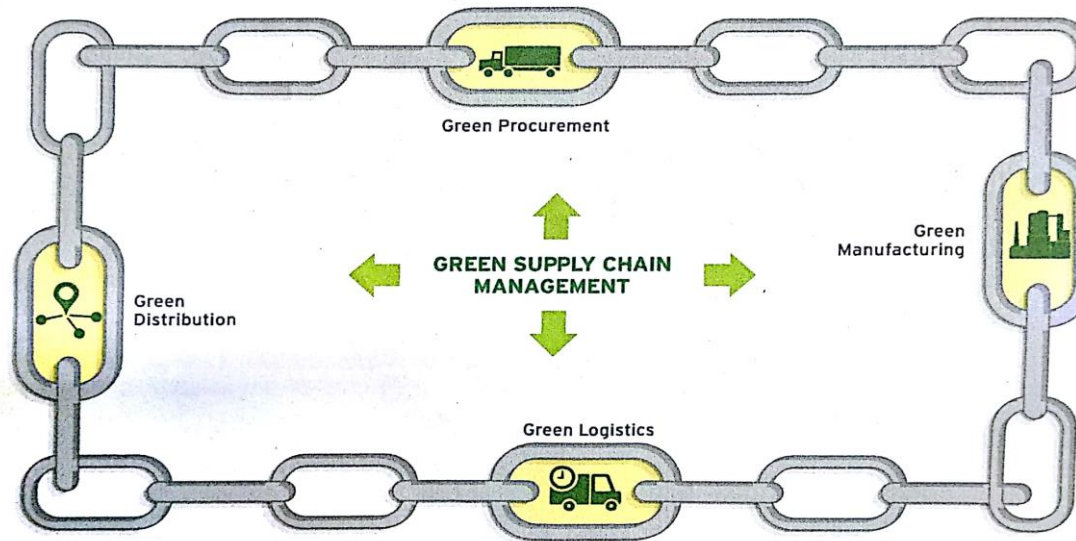 Green Procurement
Green
Manufacturing
GREEN SUPPLY CHAIN
MANAGEMENT
Green
Distribution
Green Logistics